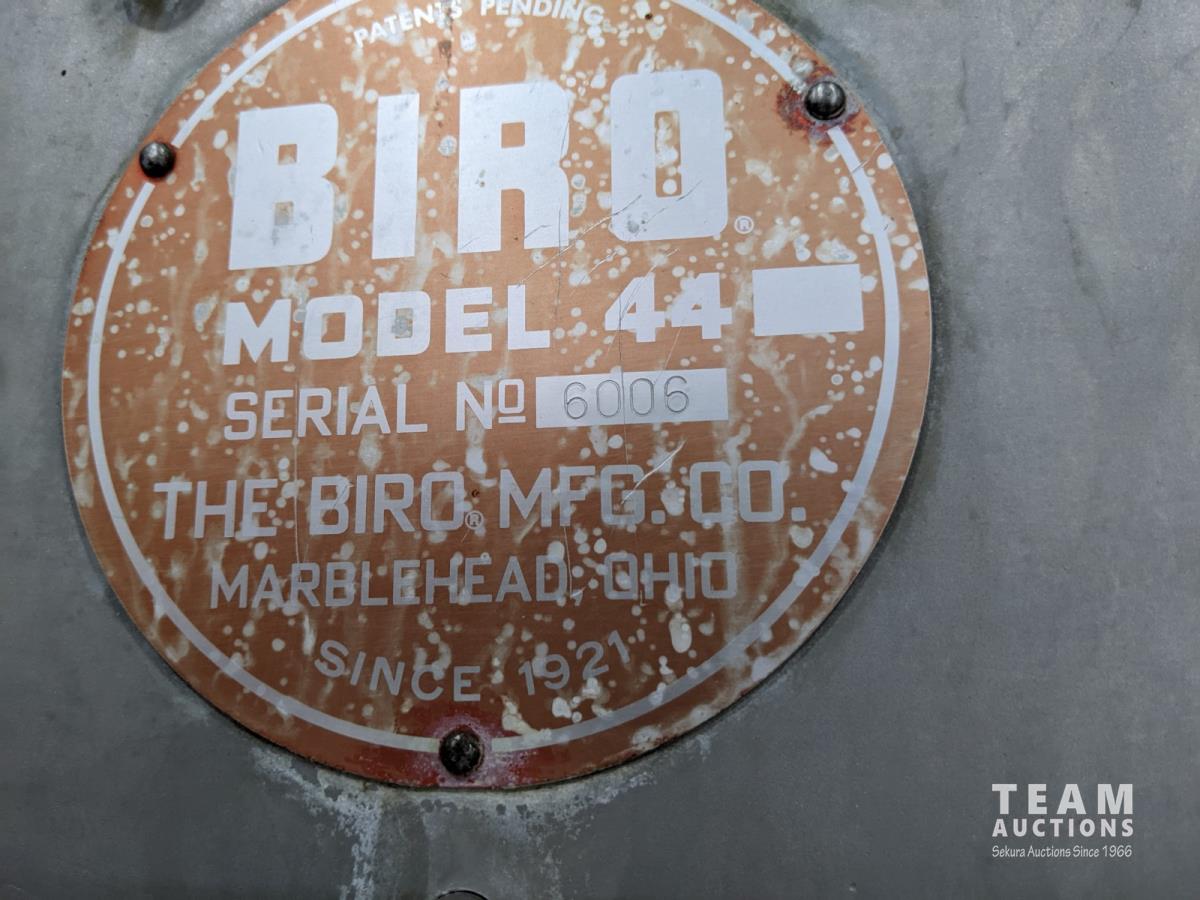 PATENTS PENDING
BIRO®
MODEL 44
SERIAL Nº 6006
THE BIRO® MFG. CO.
MARBLEHEAD, OHIO
SINCE 1921
TEAM
AUCTIONS
Sekura Auctions Since 1966